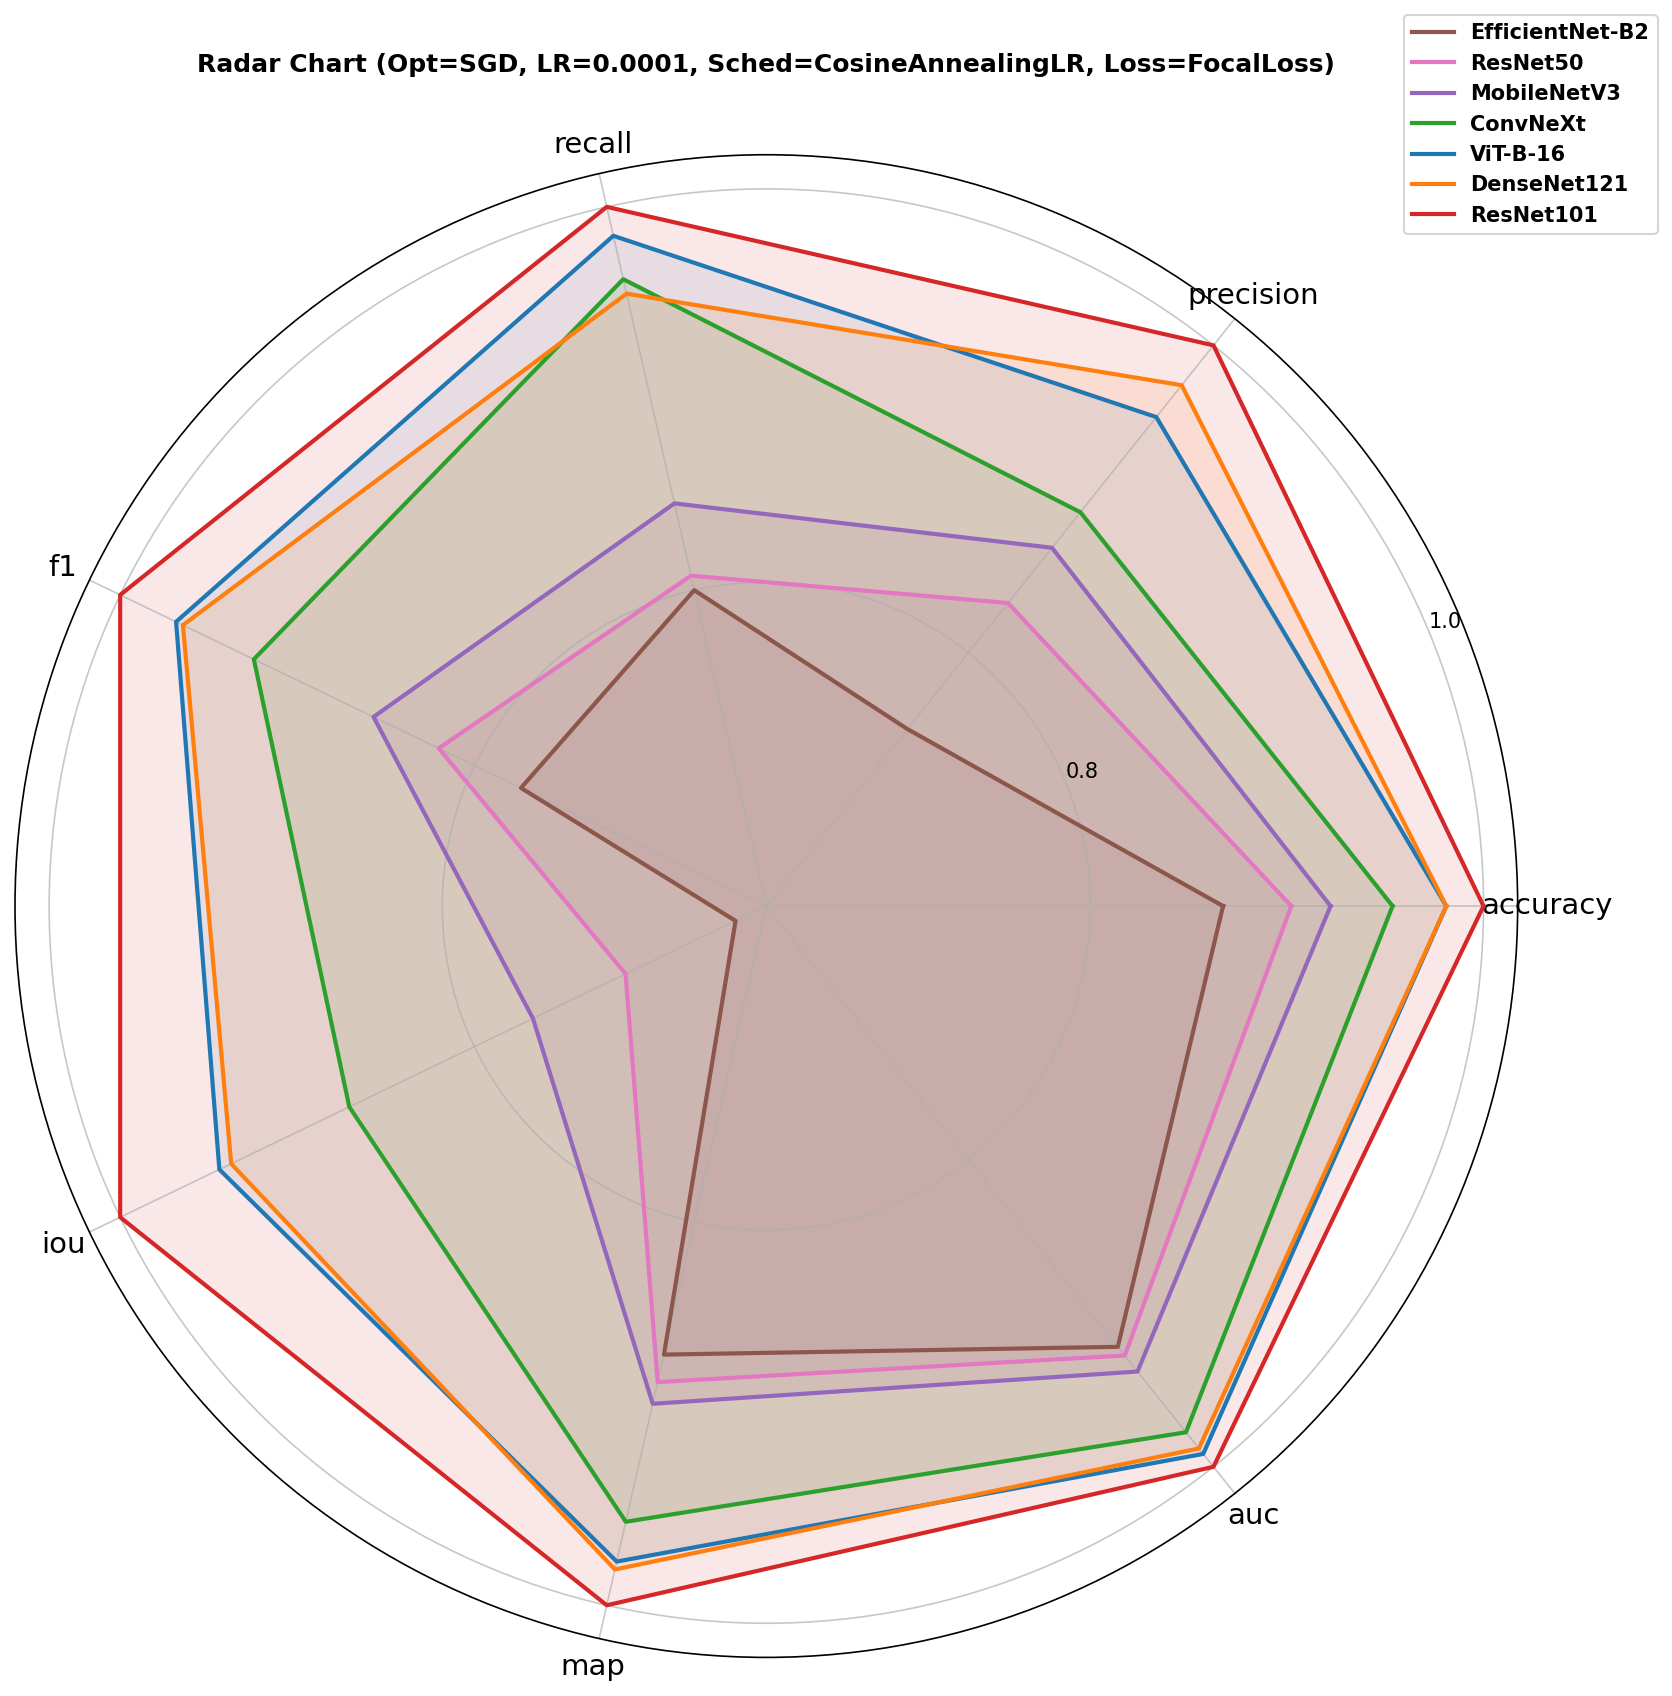 Radar Chart (Opt=SGD, LR=0.0001, Sched=CosineAnnealingLR, Loss=FocalLoss)
EfficientNet-B2
ResNet50
MobileNetV3
ConvNeXt
ViT-B-16
DenseNet121
ResNet101
recall
precision
f1
1.0
0.8
accuracy
iou
auc
map